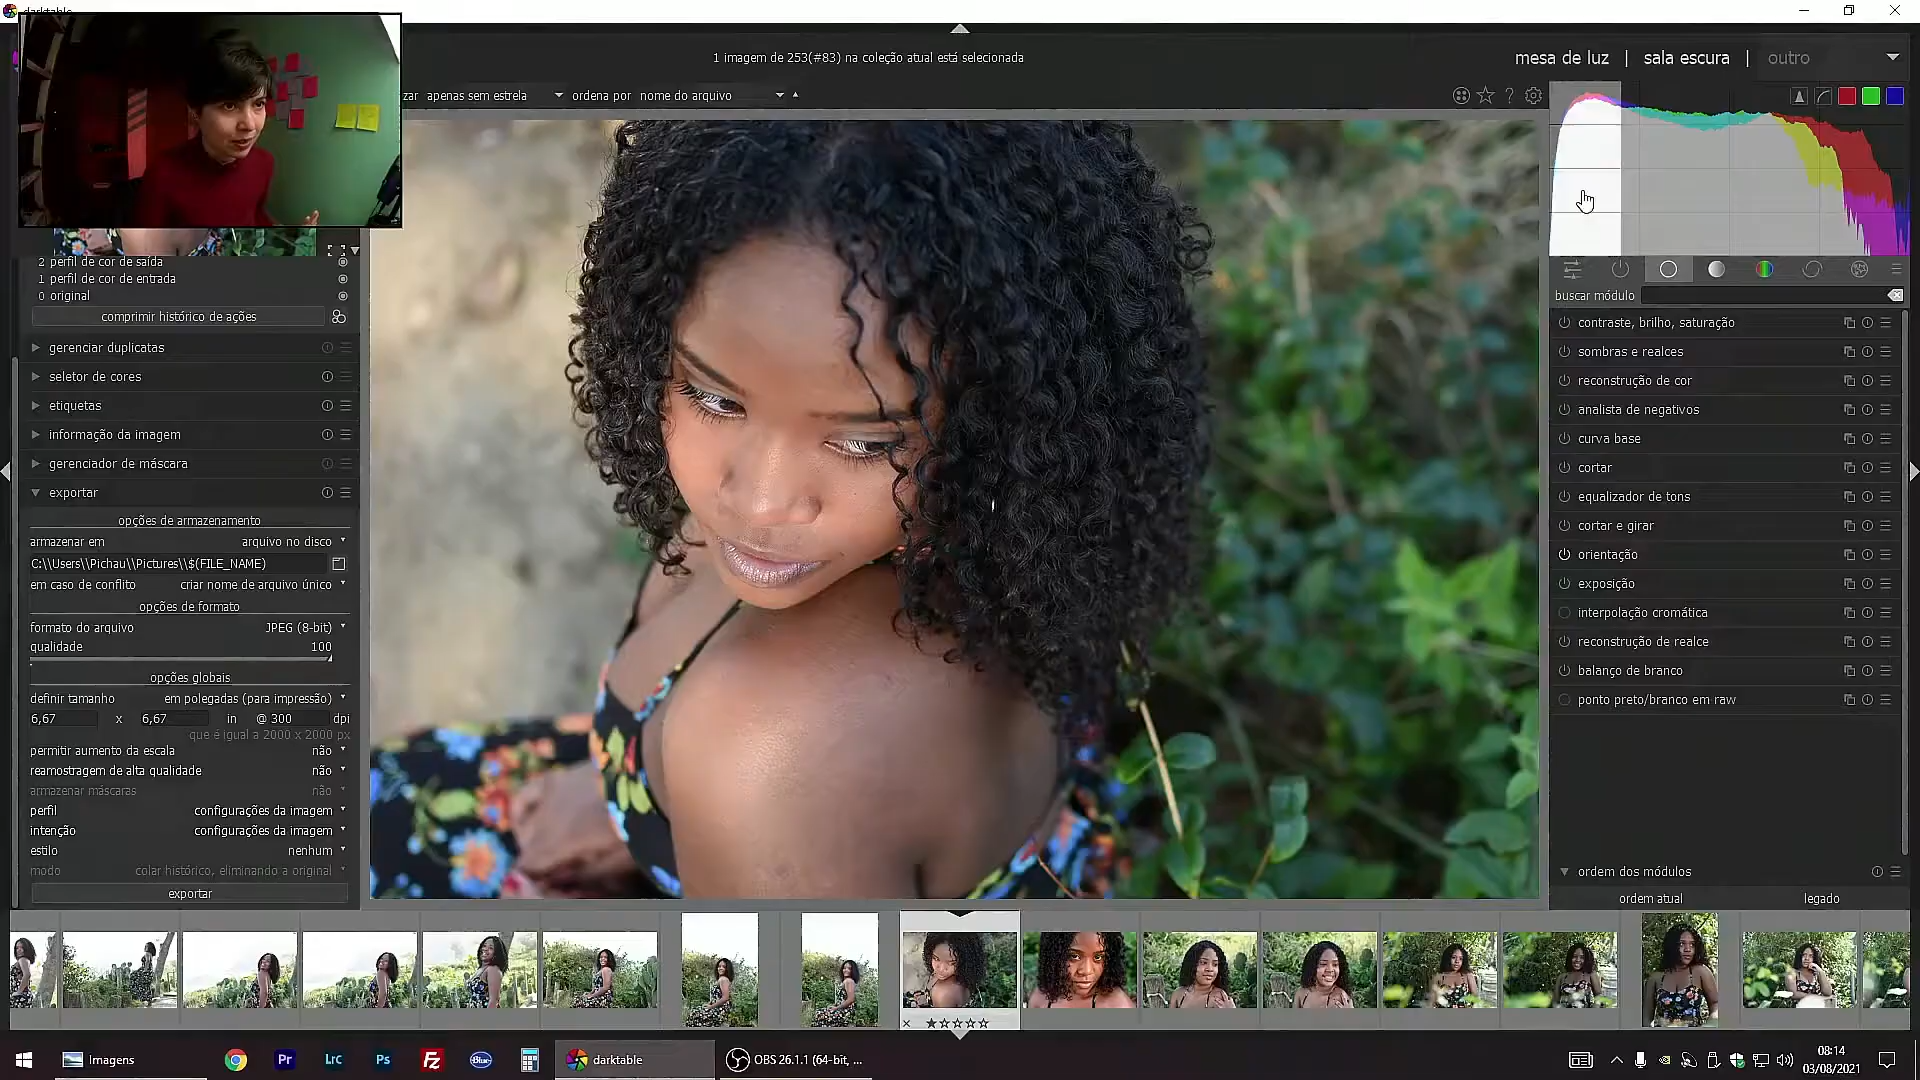 darktable
1 imagem de 253(#83) na coleção atual está selecionada
mesa de luz | sala escura | outro
zar apenas sem estrela ordena por nome do arquivo
2 perfil de cor de saída
1 perfil de cor de entrada
0 original
comprimir histórico de ações
gerenciar duplicatas
seletor de cores
etiquetas
informação da imagem
gerenciador de máscara
exportar
opções de armazenamento
armazenar em arquivo no disco
C:\\Users\\Pichau\\Pictures\\$(FILE_NAME)
em caso de conflito criar nome de arquivo único
opções de formato
formato do arquivo JPEG (8-bit)
qualidade 100
opções globais
definir tamanho em polegadas (para impressão)
6,67 x 6,67 in @ 300 dpi
que é igual a 2000 x 2000 px
permitir aumento da escala não
reamostragem de alta qualidade não
armazenar máscaras não
perfil configurações da imagem
intenção configurações da imagem
estilo nenhum
modo colar histórico, eliminando a original
exportar
buscar módulo
contraste, brilho, saturação
sombras e realces
reconstrução de cor
analista de negativos
curva base
cortar
equalizador de tons
cortar e girar
orientação
exposição
interpolação cromática
reconstrução de realce
balanço de branco
ponto preto/branco em raw
ordem dos módulos
ordem atual legado
Imagens
Pr
Lrc
Ps
Fz
Blue
darktable
OBS 26.1.1 (64-bit, ...
08:14
03/08/2021